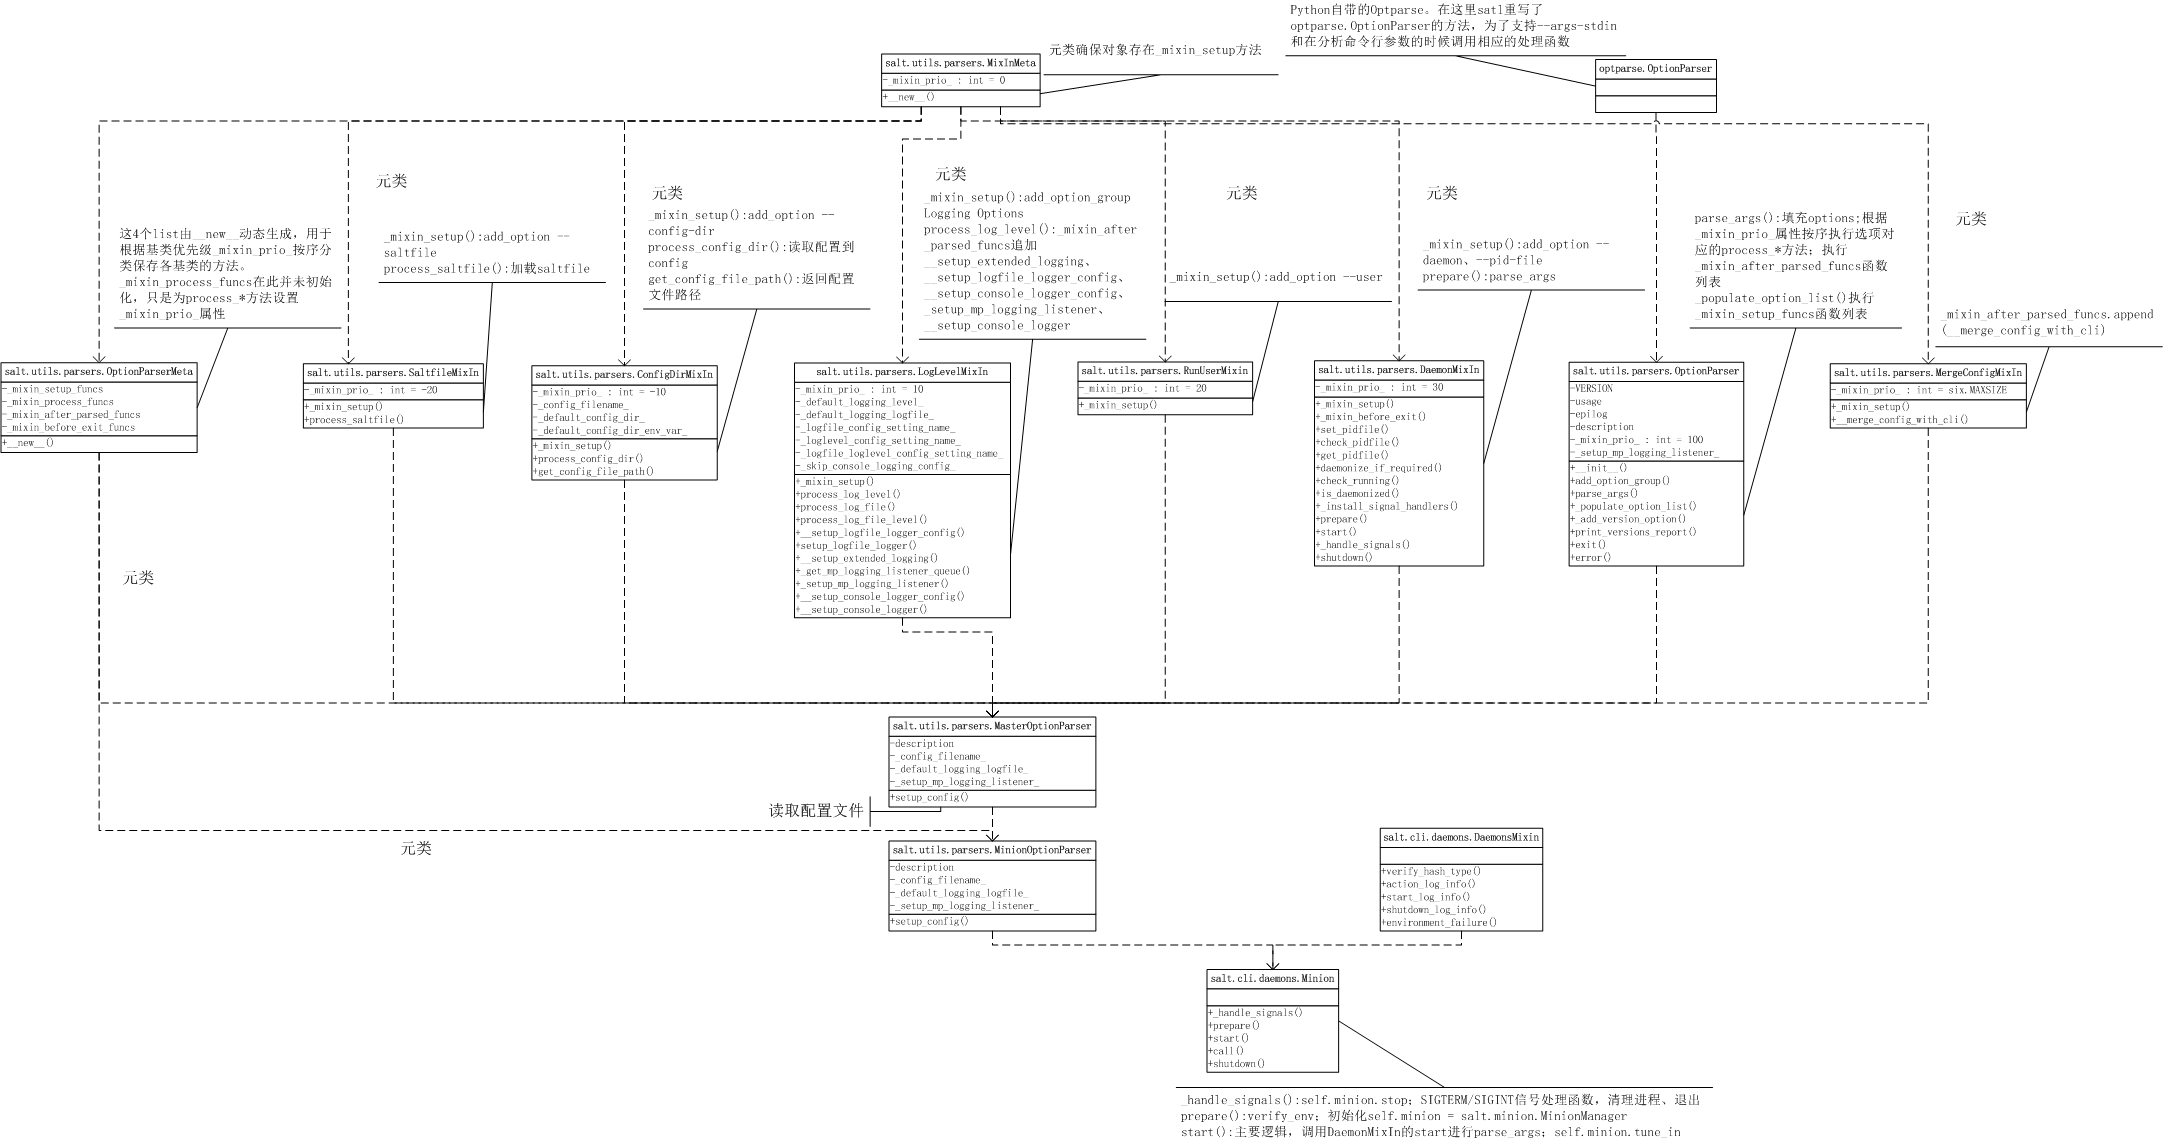 Python自带的Optparse。在这里satl重写了
optparse.OptionParser的方法，为了支持--args-stdin
和在分析命令行参数的时候调用相应的处理函数
元类确保对象存在_mixin_setup方法
salt.utils.parsers.MixInMeta
-_mixin_prio_ : int = 0
+__new__()
optparse.OptionParser
元类
元类
元类
元类
元类
元类
这4个list由__new__动态生成，用于
根据基类优先级_mixin_prio_按序分
类保存各基类的方法。
_mixin_process_funcs在此并未初始
化，只是为process_*方法设置
_mixin_prio_属性
_mixin_setup():add_option --
saltfile
process_saltfile():加载saltfile
_mixin_setup():add_option --
config-dir
process_config_dir():读取配置到
config
get_config_file_path():返回配置
文件路径
_mixin_setup():add_option_group
Logging Options
process_log_level():_mixin_after
_parsed_funcs追加
__setup_extended_logging、
__setup_logfile_logger_config、
__setup_console_logger_config、
_setup_mp_logging_listener、
__setup_console_logger
_mixin_setup():add_option --user
_mixin_setup():add_option --
daemon、--pid-file
prepare():parse_args
parse_args():填充options;根据
_mixin_prio_属性按序执行选项对
应的process_*方法；执行
_mixin_after_parsed_funcs函数
列表
_populate_option_list()执行
_mixin_setup_funcs函数列表
_mixin_after_parsed_funcs.append
(__merge_config_with_cli)
salt.utils.parsers.OptionParserMeta
-_mixin_setup_funcs
-_mixin_process_funcs
-_mixin_after_parsed_funcs
-_mixin_before_exit_funcs
+__new__()
salt.utils.parsers.SaltfileMixIn
-_mixin_prio_ : int = -20
+_mixin_setup()
+process_saltfile()
salt.utils.parsers.ConfigDirMixIn
-_mixin_prio_ : int = -10
-_config_filename_
-_default_config_dir_
-_default_config_dir_env_var_
+_mixin_setup()
+process_config_dir()
+get_config_file_path()
salt.utils.parsers.LogLevelMixIn
-_mixin_prio_ : int = 10
-_default_logging_level_
-_default_logging_logfile_
-_logfile_config_setting_name_
-_loglevel_config_setting_name_
-_logfile_loglevel_config_setting_name_
-_skip_console_logging_config_
+_mixin_setup()
+process_log_level()
+process_log_file()
+process_log_file_level()
+__setup_logfile_logger_config()
+setup_logfile_logger()
+__setup_extended_logging()
+_get_mp_logging_listener_queue()
+_setup_mp_logging_listener()
+__setup_console_logger_config()
+__setup_console_logger()
salt.utils.parsers.RunUserMixin
-_mixin_prio_ : int = 20
+_mixin_setup()
salt.utils.parsers.DaemonMixIn
-_mixin_prio_ : int = 30
+_mixin_setup()
+_mixin_before_exit()
+set_pidfile()
+check_pidfile()
+get_pidfile()
+daemonize_if_required()
+check_running()
+is_daemonized()
+_install_signal_handlers()
+prepare()
+start()
+_handle_signals()
+shutdown()
salt.utils.parsers.OptionParser
-VERSION
-usage
-epilog
-description
-_mixin_prio_ : int = 100
-_setup_mp_logging_listener_
+__init__()
+add_option_group()
+parse_args()
+_populate_option_list()
+_add_version_option()
+print_versions_report()
+exit()
+error()
salt.utils.parsers.MergeConfigMixIn
-_mixin_prio_ : int = six.MAXSIZE
+_mixin_setup()
+__merge_config_with_cli()
元类
salt.utils.parsers.MasterOptionParser
-description
-_config_filename_
-_default_logging_logfile_
-_setup_mp_logging_listener_
+setup_config()
读取配置文件
元类
salt.utils.parsers.MinionOptionParser
-description
-_config_filename_
-_default_logging_logfile_
-_setup_mp_logging_listener_
+setup_config()
salt.cli.daemons.DaemonsMixin
+verify_hash_type()
+action_log_info()
+start_log_info()
+shutdown_log_info()
+environment_failure()
salt.cli.daemons.Minion
+_handle_signals()
+prepare()
+start()
+call()
+shutdown()
_handle_signals():self.minion.stop；SIGTERM/SIGINT信号处理函数，清理进程、退出
prepare():verify_env；初始化self.minion = salt.minion.MinionManager
start():主要逻辑，调用DaemonMixIn的start进行parse_args；self.minion.tune_in